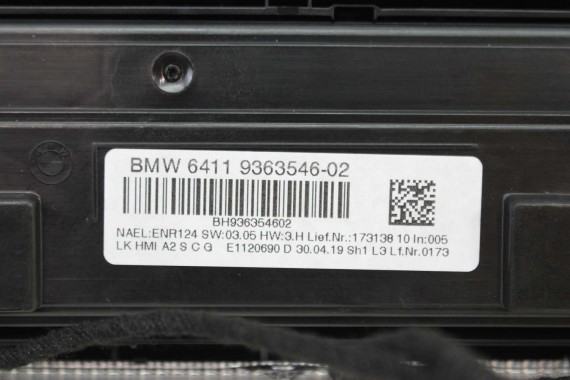 BMW 6411 9363546-02
BH936354602
NAEL:ENR124 SW:03.05 HW:3.H Lief.Nr.:173138 10 In:005
LK HMI A2 S C G E1120690 D 30.04.19 Sh1 L3 Lf.Nr.0173